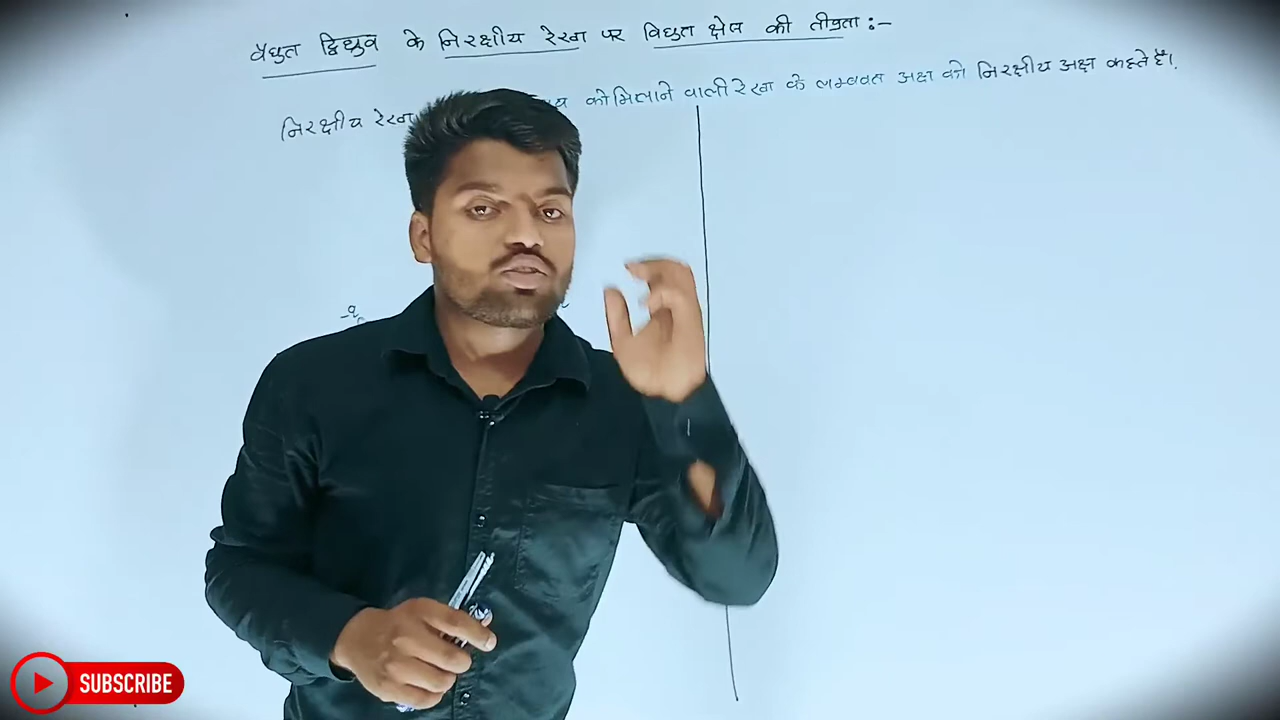 वैधुत द्विध्रुव के निरक्षीय रेखा पर विधुत क्षेत्र की तीव्रता :-
निरक्षीय रेखा को मिलाने वाली रेखा के लम्बवत अक्ष को निरक्षीय अक्ष कहते हैं।
-q
SUBSCRIBE